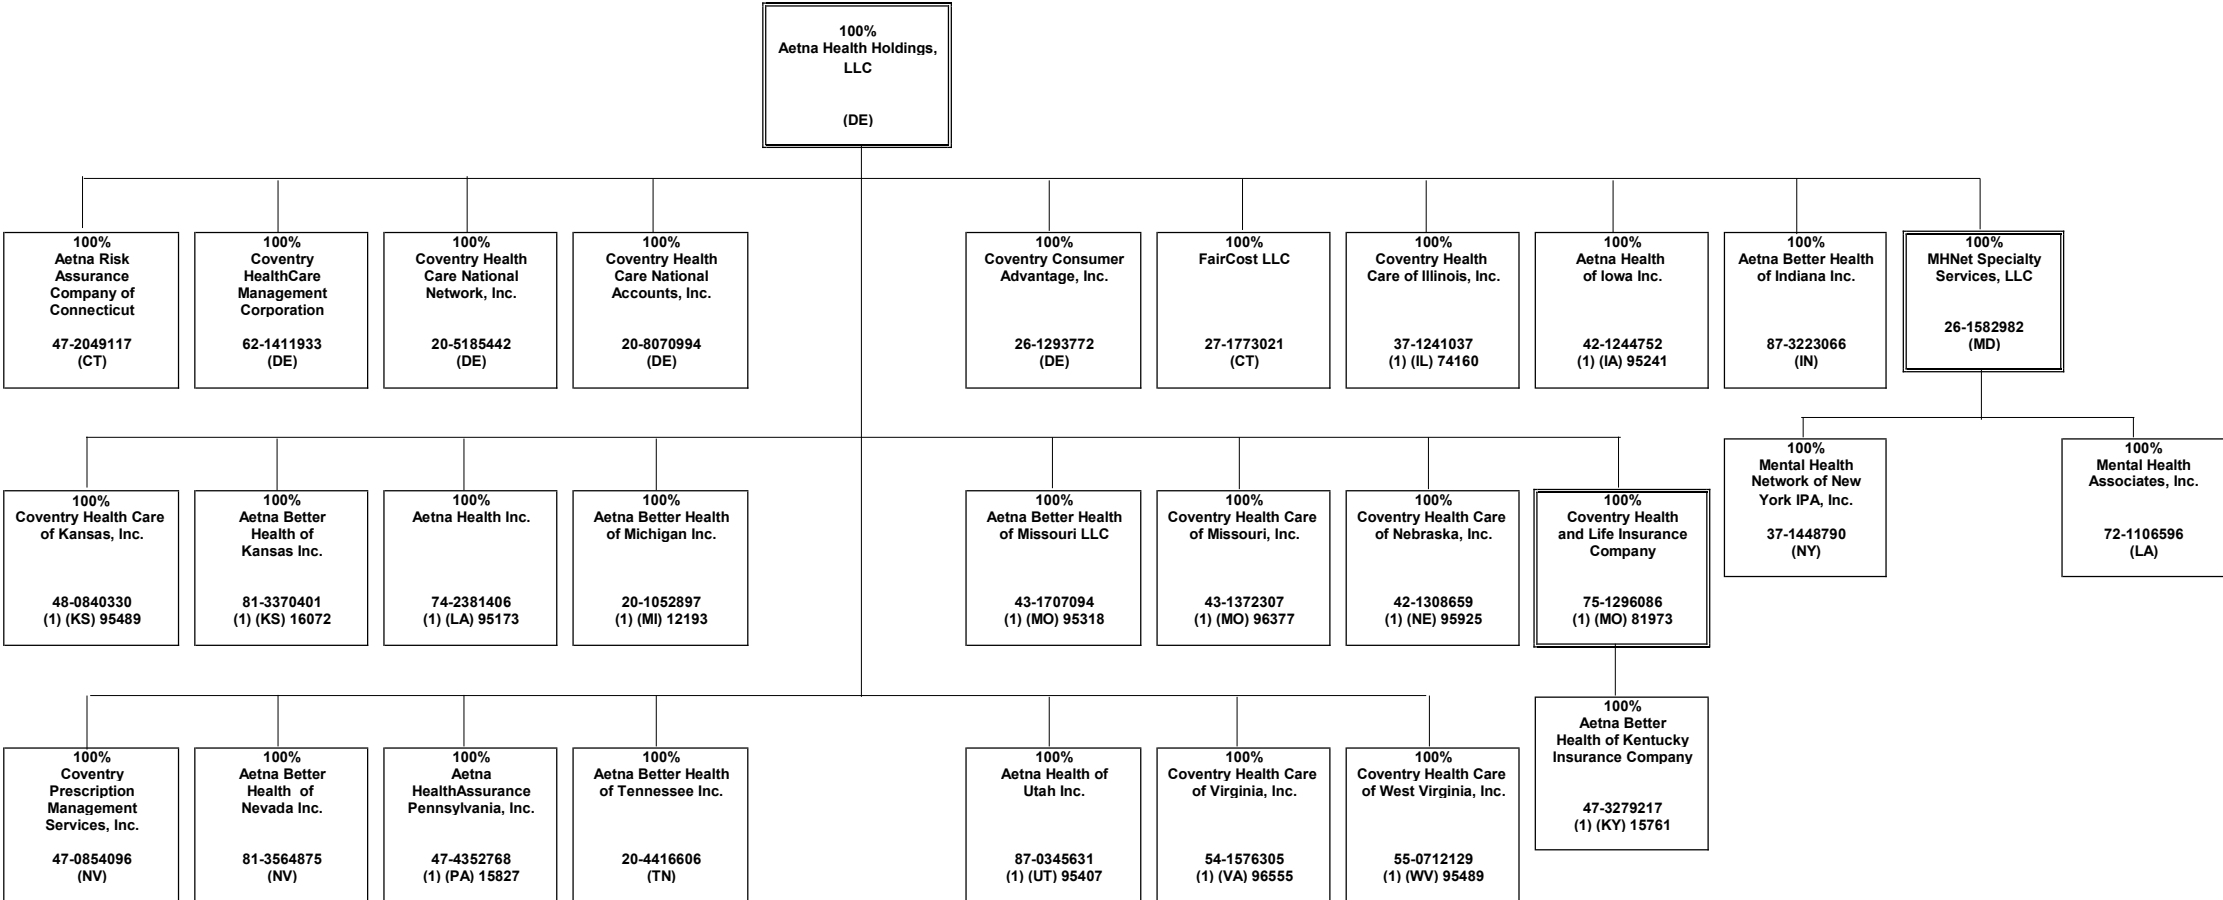 100%
Aetna Health Holdings,
LLC
(DE)
100%
Aetna Risk
Assurance
Company of
Connecticut
47-2049117
(CT)
100%
Coventry
HealthCare
Management
Corporation
62-1411933
(DE)
100%
Coventry Health
Care National
Network, Inc.
20-5185442
(DE)
100%
Coventry Health
Care National
Accounts, Inc.
20-8070994
(DE)
100%
Coventry Consumer
Advantage, Inc.
26-1293772
(DE)
100%
FairCost LLC
27-1773021
(CT)
100%
Coventry Health
Care of Illinois, Inc.
37-1241037
(1) (IL) 74160
100%
Aetna Health
of Iowa Inc.
42-1244752
(1) (IA) 95241
100%
Aetna Better Health
of Indiana Inc.
87-3223066
(IN)
100%
MHNet Specialty
Services, LLC
26-1582982
(MD)
100%
Mental Health
Network of New
York IPA, Inc.
37-1448790
(NY)
100%
Mental Health
Associates, Inc.
72-1106596
(LA)
100%
Coventry Health Care
of Kansas, Inc.
48-0840330
(1) (KS) 95489
100%
Aetna Better
Health of
Kansas Inc.
81-3370401
(1) (KS) 16072
100%
Aetna Health Inc.
74-2381406
(1) (LA) 95173
100%
Aetna Better Health
of Michigan Inc.
20-1052897
(1) (MI) 12193
100%
Aetna Better Health
of Missouri LLC
43-1707094
(1) (MO) 95318
100%
Coventry Health Care
of Missouri, Inc.
43-1372307
(1) (MO) 96377
100%
Coventry Health Care
of Nebraska, Inc.
42-1308659
(1) (NE) 95925
100%
Coventry Health
and Life Insurance
Company
75-1296086
(1) (MO) 81973
100%
Aetna Better
Health of Kentucky
Insurance Company
47-3279217
(1) (KY) 15761
100%
Coventry
Prescription
Management
Services, Inc.
47-0854096
(NV)
100%
Aetna Better
Health of
Nevada Inc.
81-3564875
(NV)
100%
Aetna
HealthAssurance
Pennsylvania, Inc.
47-4352768
(1) (PA) 15827
100%
Aetna Better Health
of Tennessee Inc.
20-4416606
(TN)
100%
Aetna Health of
Utah Inc.
87-0345631
(1) (UT) 95407
100%
Coventry Health Care
of Virginia, Inc.
54-1576305
(1) (VA) 96555
100%
Coventry Health Care
of West Virginia, Inc.
55-0712129
(1) (WV) 95489